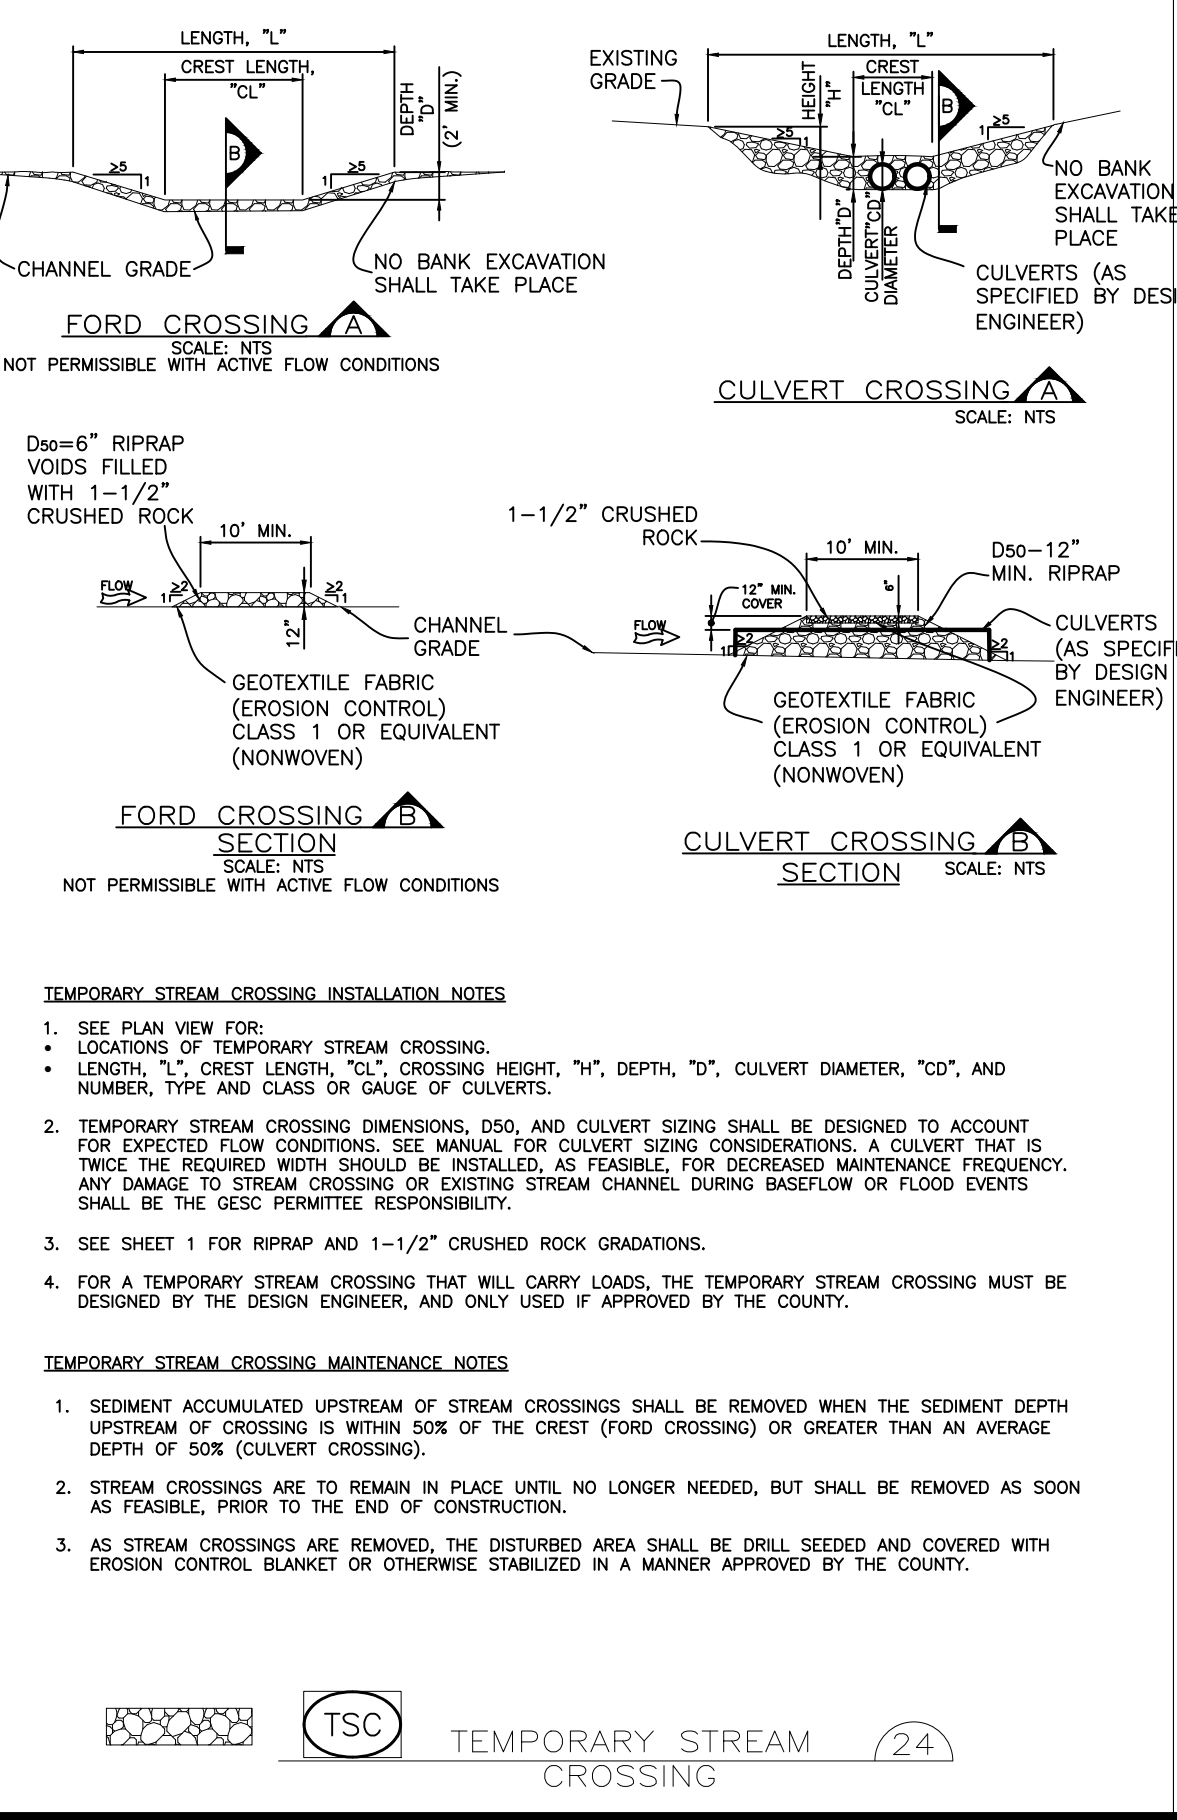 LENGTH, "L"
CREST LENGTH,
"CL"
DEPTH
"D"
(2' MIN.)
B
≥5
1
≥5
1
CHANNEL GRADE
NO BANK EXCAVATION
SHALL TAKE PLACE
FORD CROSSING A
SCALE: NTS
NOT PERMISSIBLE WITH ACTIVE FLOW CONDITIONS
LENGTH, "L"
EXISTING
GRADE
HEIGHT
"H"
CREST
LENGTH
"CL"
B
≥5
1
≥5
1
DEPTH"D"
CULVERT"CD"
DIAMETER
NO BANK
EXCAVATION
SHALL TAKE
PLACE
CULVERTS (AS
SPECIFIED BY DESI
ENGINEER)
CULVERT CROSSING A
SCALE: NTS
D50=6" RIPRAP
VOIDS FILLED
WITH 1-1/2"
CRUSHED ROCK
10' MIN.
FLOW
≥2
1
≥2
1
12"
CHANNEL
GRADE
GEOTEXTILE FABRIC
(EROSION CONTROL)
CLASS 1 OR EQUIVALENT
(NONWOVEN)
FORD CROSSING B
SECTION
SCALE: NTS
NOT PERMISSIBLE WITH ACTIVE FLOW CONDITIONS
1-1/2" CRUSHED
ROCK
10' MIN.
D50-12"
MIN. RIPRAP
12" MIN.
COVER
6"
FLOW
≥2
1
≥2
1
CULVERTS
(AS SPECIFI
BY DESIGN
ENGINEER)
GEOTEXTILE FABRIC
(EROSION CONTROL)
CLASS 1 OR EQUIVALENT
(NONWOVEN)
CULVERT CROSSING B
SECTION
SCALE: NTS
TEMPORARY STREAM CROSSING INSTALLATION NOTES
1. SEE PLAN VIEW FOR:
• LOCATIONS OF TEMPORARY STREAM CROSSING.
• LENGTH, "L", CREST LENGTH, "CL", CROSSING HEIGHT, "H", DEPTH, "D", CULVERT DIAMETER, "CD", AND
NUMBER, TYPE AND CLASS OR GAUGE OF CULVERTS.
2. TEMPORARY STREAM CROSSING DIMENSIONS, D50, AND CULVERT SIZING SHALL BE DESIGNED TO ACCOUNT
FOR EXPECTED FLOW CONDITIONS. SEE MANUAL FOR CULVERT SIZING CONSIDERATIONS. A CULVERT THAT IS
TWICE THE REQUIRED WIDTH SHOULD BE INSTALLED, AS FEASIBLE, FOR DECREASED MAINTENANCE FREQUENCY.
ANY DAMAGE TO STREAM CROSSING OR EXISTING STREAM CHANNEL DURING BASEFLOW OR FLOOD EVENTS
SHALL BE THE GESC PERMITTEE RESPONSIBILITY.
3. SEE SHEET 1 FOR RIPRAP AND 1-1/2" CRUSHED ROCK GRADATIONS.
4. FOR A TEMPORARY STREAM CROSSING THAT WILL CARRY LOADS, THE TEMPORARY STREAM CROSSING MUST BE
DESIGNED BY THE DESIGN ENGINEER, AND ONLY USED IF APPROVED BY THE COUNTY.
TEMPORARY STREAM CROSSING MAINTENANCE NOTES
1. SEDIMENT ACCUMULATED UPSTREAM OF STREAM CROSSINGS SHALL BE REMOVED WHEN THE SEDIMENT DEPTH
UPSTREAM OF CROSSING IS WITHIN 50% OF THE CREST (FORD CROSSING) OR GREATER THAN AN AVERAGE
DEPTH OF 50% (CULVERT CROSSING).
2. STREAM CROSSINGS ARE TO REMAIN IN PLACE UNTIL NO LONGER NEEDED, BUT SHALL BE REMOVED AS SOON
AS FEASIBLE, PRIOR TO THE END OF CONSTRUCTION.
3. AS STREAM CROSSINGS ARE REMOVED, THE DISTURBED AREA SHALL BE DRILL SEEDED AND COVERED WITH
EROSION CONTROL BLANKET OR OTHERWISE STABILIZED IN A MANNER APPROVED BY THE COUNTY.
TSC
TEMPORARY STREAM
CROSSING
24